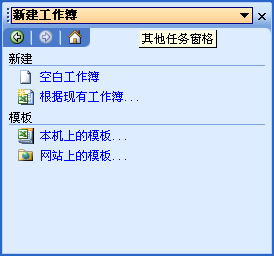 新建工作簿
其他任务窗格
新建
空白工作簿
根据现有工作簿...
模板
本机上的模板...
网站上的模板...